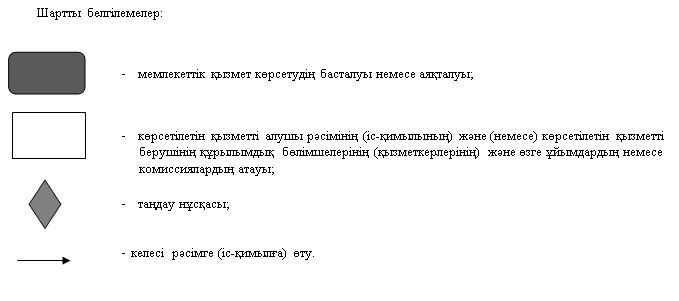 Шартты белгілемелер:
- мемлекеттік қызмет көрсетудің басталуы немесе аяқталуы;
- көрсетілетін қызметті алушы рәсімінің (іс-қимылының) және (немесе) көрсетілетін қызметті
берушінің құрылымдық бөлімшелерінің (қызметкерлерінің) және өзге ұйымдардың немесе
комиссиялардың атауы;
- таңдау нұсқасы;
- келесі рәсімге (іс-қимылға) өту.